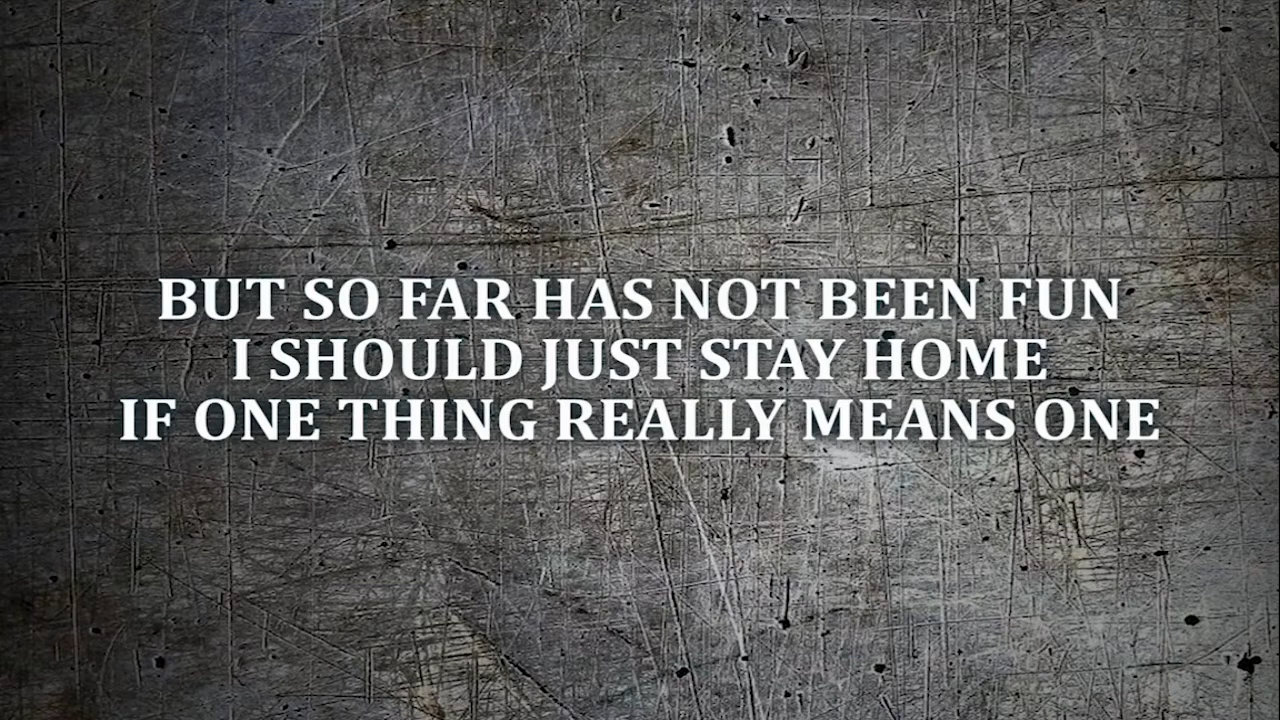 BUT SO FAR HAS NOT BEEN FUN
I SHOULD JUST STAY HOME
IF ONE THING REALLY MEANS ONE